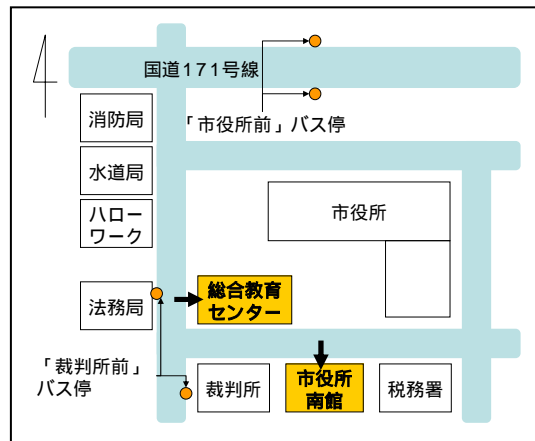 国道171号線
消防局
「市役所前」バス停
水道局
ハロー
ワーク
市役所
総合教育
センター
法務局
「裁判所前」
バス停
裁判所
市役所
南館
税務署